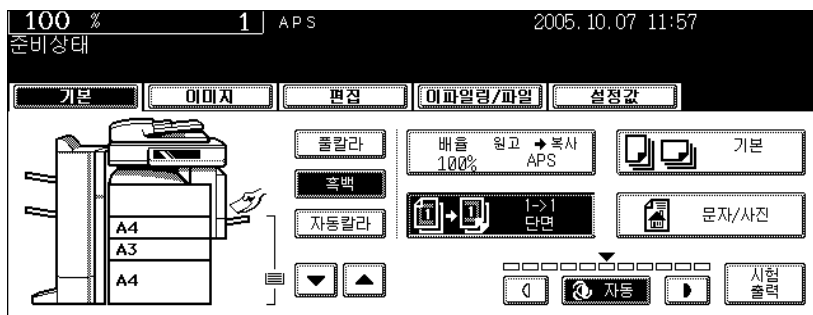 100 % 1 APS 2005.10.07 11:57
준비상태
기본 이미지 편집 이파일링/파일 설정값
풀칼라
흑백
자동칼라
배율 원고 ➔복사
100% APS
1->1
단면
기본
문자/사진
A4
A3
A4
자동
시험
출력